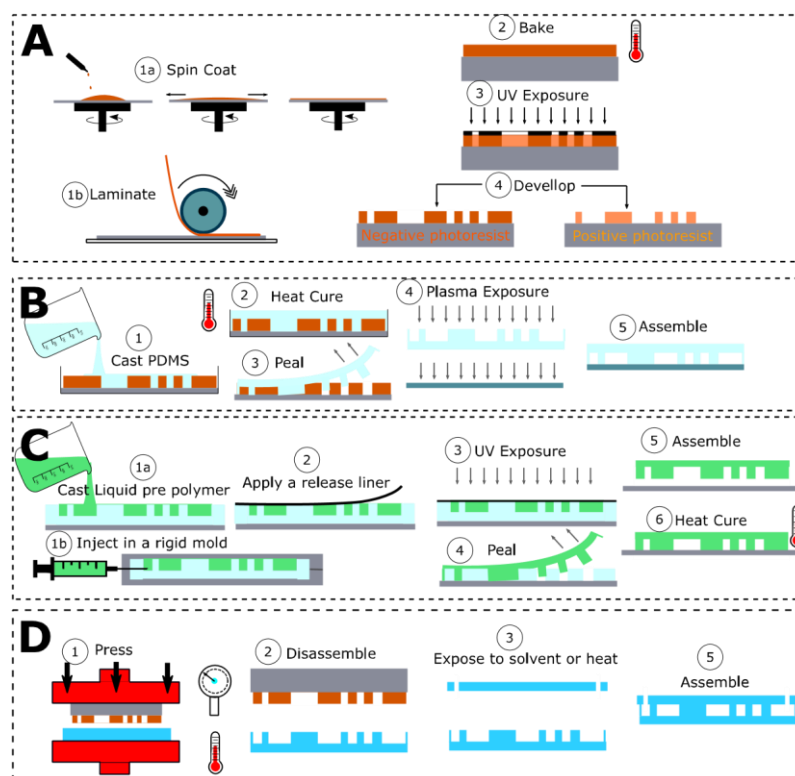 A
1a Spin Coat
1b Laminate
2 Bake
3 UV Exposure
4 Devellop
Negative photoresist
Positive photoresist
B
1
Cast PDMS
2
Heat Cure
3 Peal
4 Plasma Exposure
5 Assemble
C
1a
Cast Liquid pre polymer
1b Inject in a rigid mold
2
Apply a release liner
3 UV Exposure
4 Peal
5 Assemble
6 Heat Cure
D
1 Press
2 Disassemble
3
Expose to solvent or heat
5
Assemble